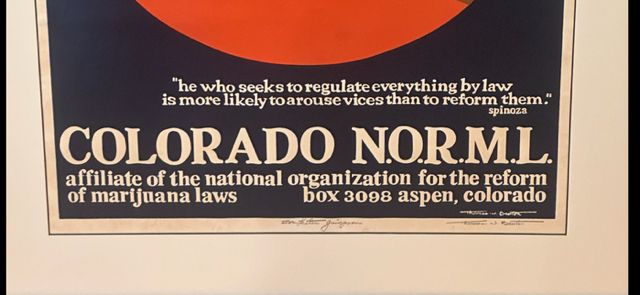 "he who seeks to regulate everything by law
is more likely to arouse vices than to reform them."
spinoza
COLORADO N.O.R.M.L.
affiliate of the national organization for the reform
of marijuana laws box 3098 aspen, colorado